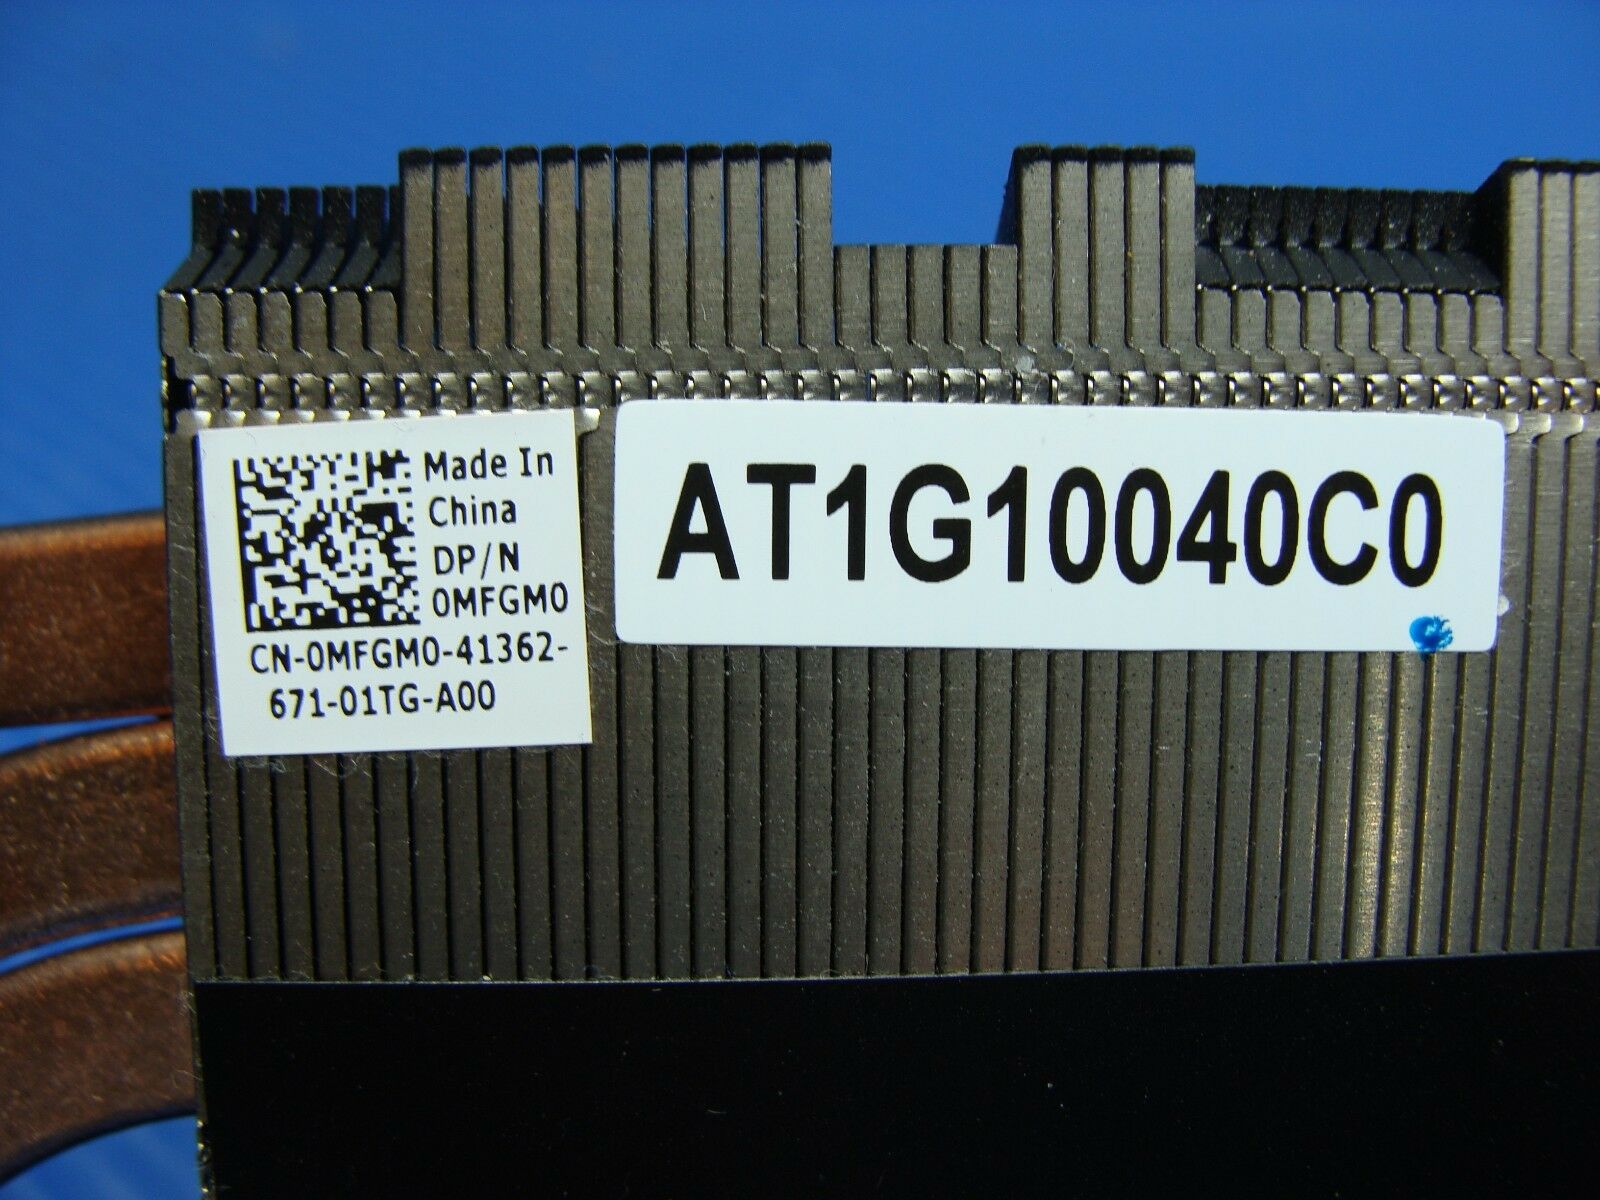 Made In
China
DP/N
0MFGM0
CN-0MFGM0-41362-
671-01TG-A00
AT1G10040C0